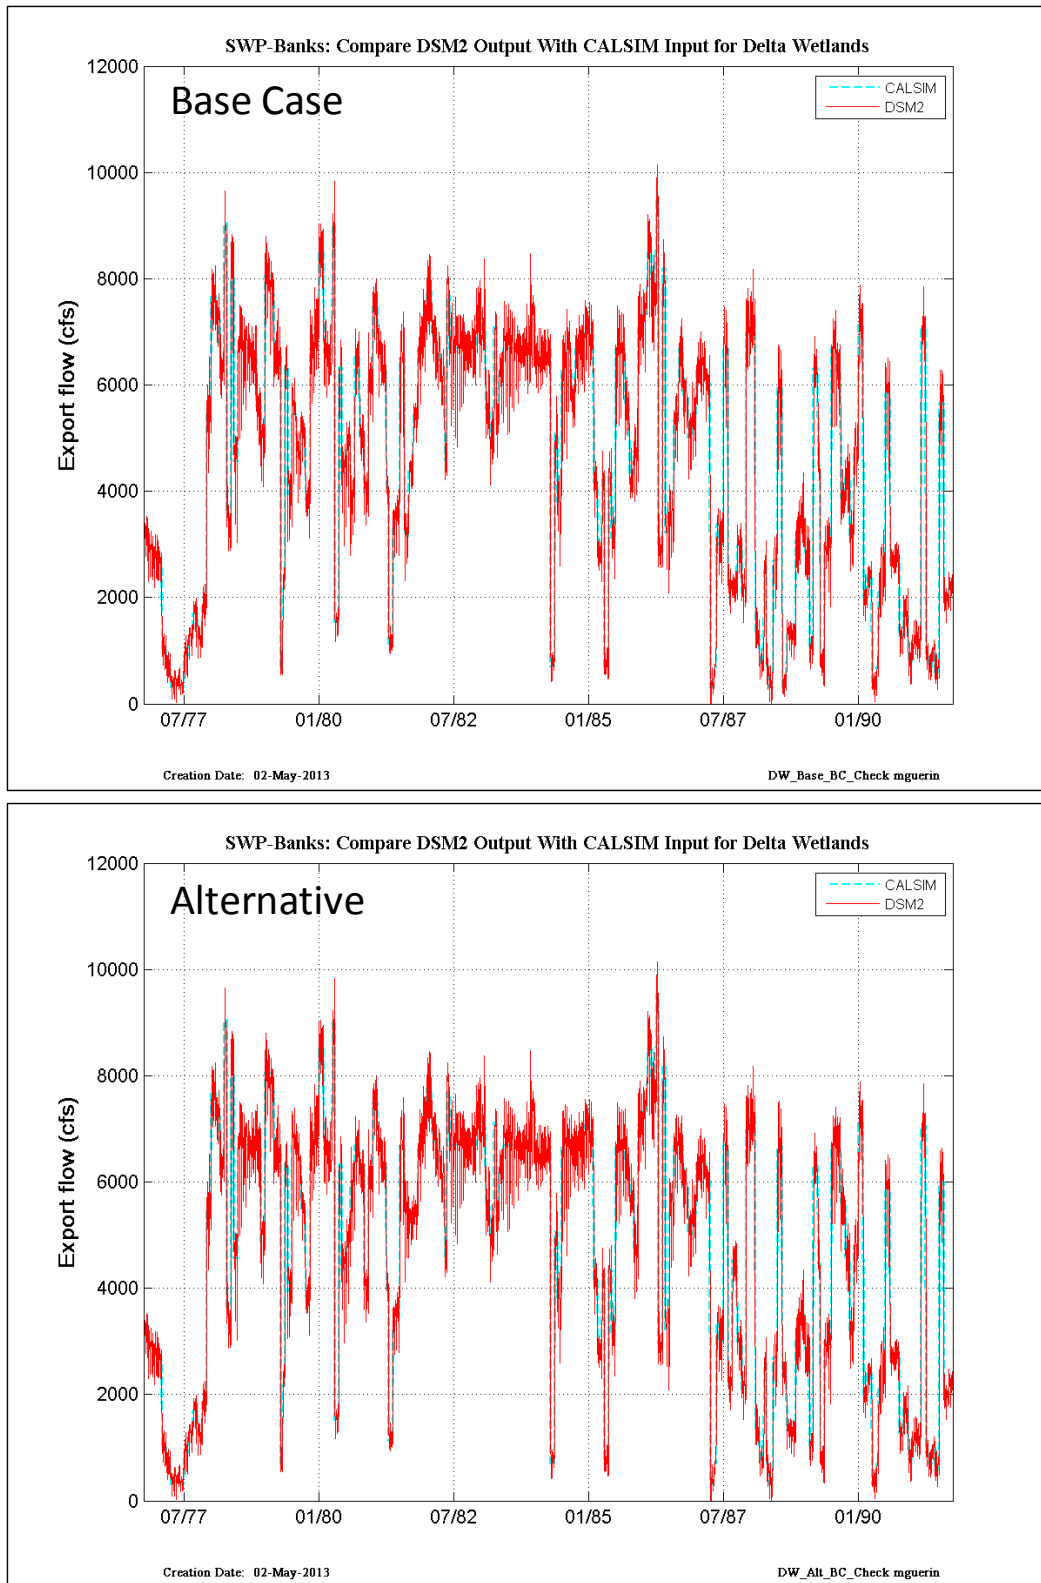 SWP-Banks: Compare DSM2 Output With CALSIM Input for Delta Wetlands
Base Case
CALSIM
DSM2
Export flow (cfs)
12000
10000
8000
6000
4000
2000
0
07/77 01/80 07/82 01/85 07/87 01/90
Creation Date: 02-May-2013 DW_Base_BC_Check mguerin
SWP-Banks: Compare DSM2 Output With CALSIM Input for Delta Wetlands
Alternative
CALSIM
DSM2
Export flow (cfs)
12000
10000
8000
6000
4000
2000
0
07/77 01/80 07/82 01/85 07/87 01/90
Creation Date: 02-May-2013 DW_Alt_BC_Check mguerin